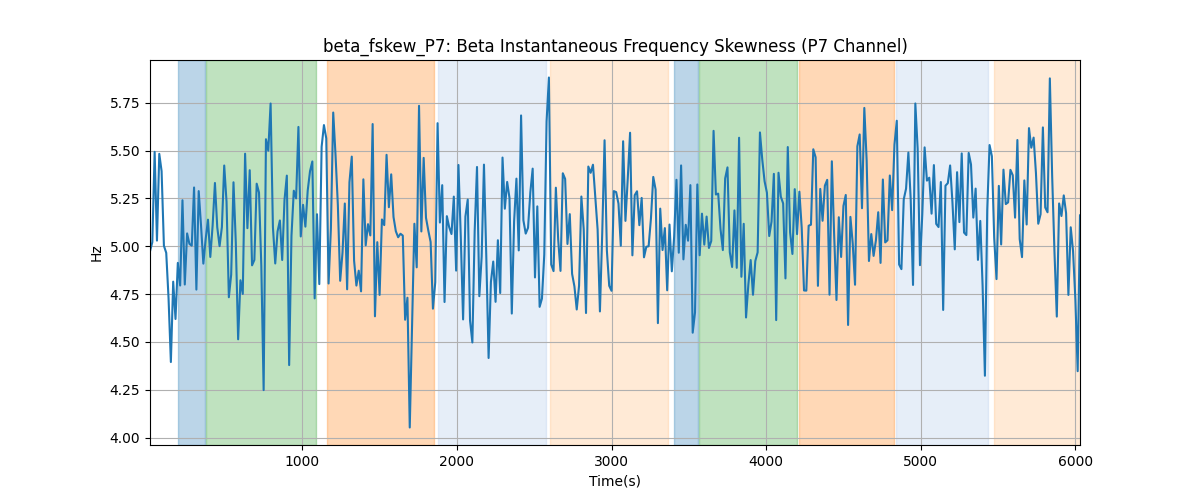 beta_fskew_P7: Beta Instantaneous Frequency Skewness (P7 Channel)
5.75
5.50
5.25
5.00
4.75
4.50
4.25
4.00
Hz
1000 2000 3000 4000 5000 6000
Time(s)